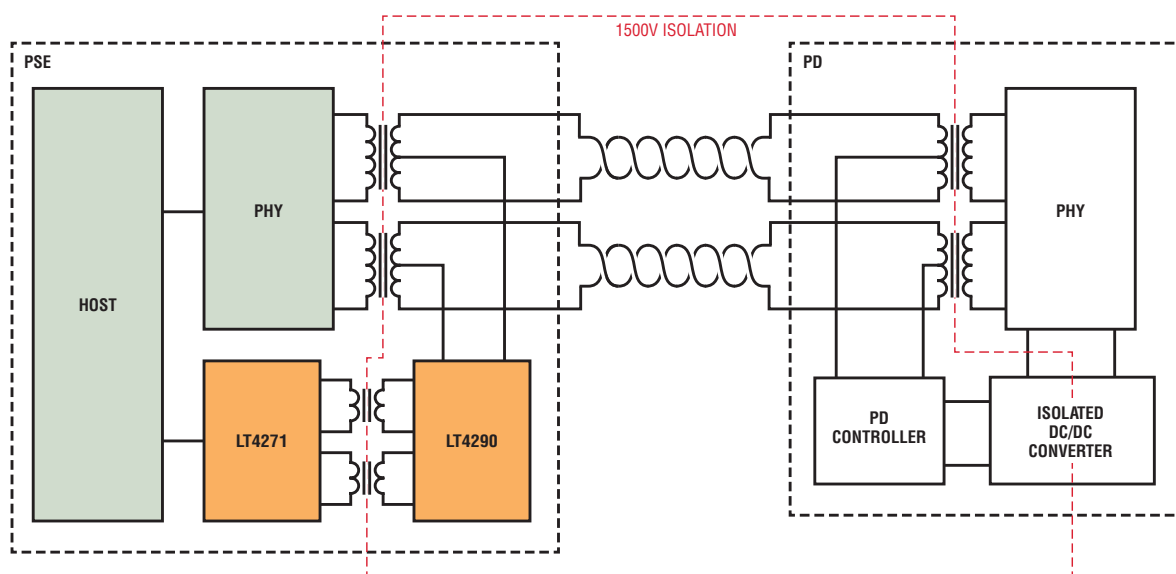 1500V ISOLATION
PSE
PD
PHY
PHY
HOST
LT4271
LT4290
PD
CONTROLLER
ISOLATED
DC/DC
CONVERTER